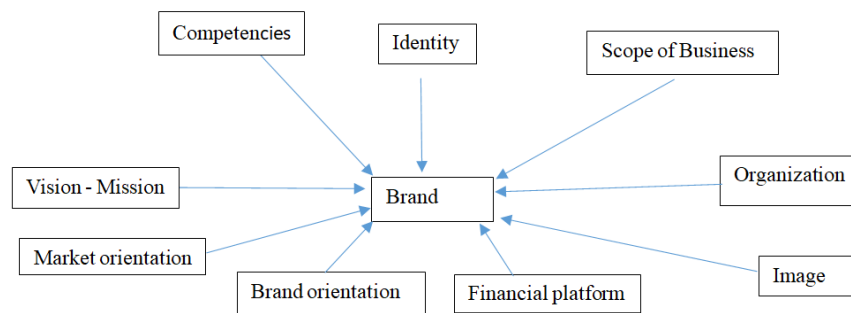 Competencies
Identity
Scope of Business
Vision - Mission
Brand
Organization
Market orientation
Brand orientation
Financial platform
Image